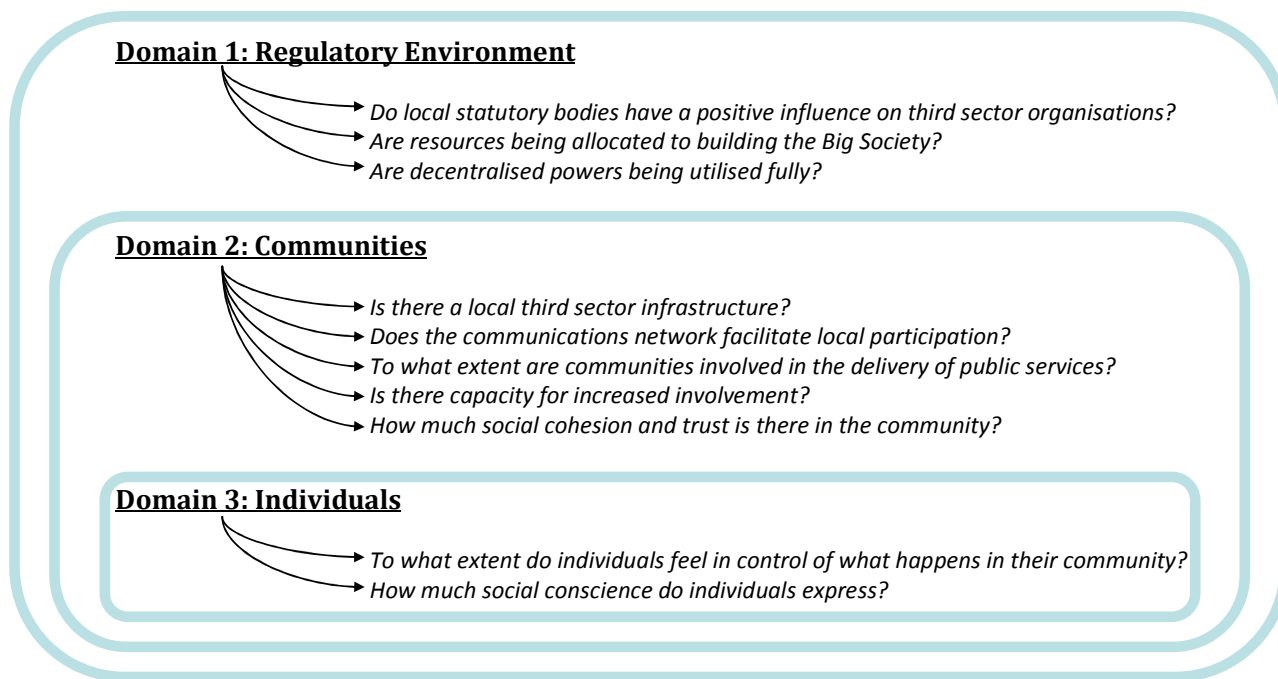 Domain 1: Regulatory Environment
Do local statutory bodies have a positive influence on third sector organisations?
Are resources being allocated to building the Big Society?
Are decentralised powers being utilised fully?
Domain 2: Communities
Is there a local third sector infrastructure?
Does the communications network facilitate local participation?
To what extent are communities involved in the delivery of public services?
Is there capacity for increased involvement?
How much social cohesion and trust is there in the community?
Domain 3: Individuals
To what extent do individuals feel in control of what happens in their community?
How much social conscience do individuals express?